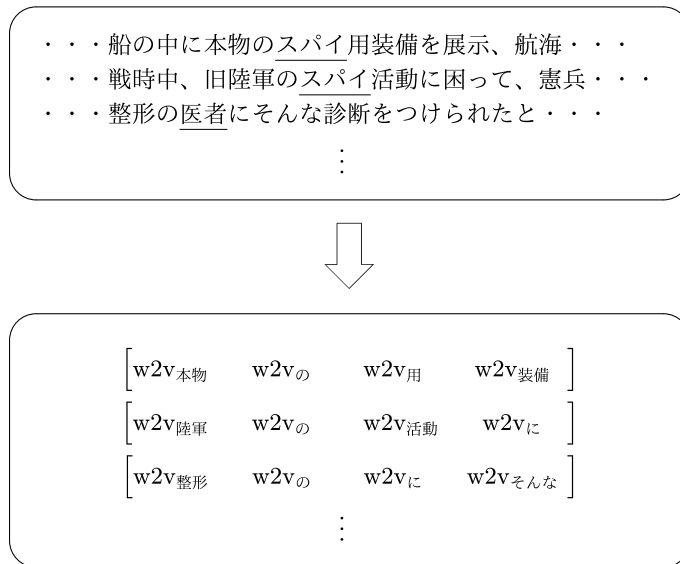 ・・・船の中に本物のスパイ用装備を展示、航海・・・
・・・戦時中、旧陸軍のスパイ活動に困って、憲兵・・・
・・・整形の医者にそんな診断をつけられたと・・・
⋮
[w2v本物 w2vの w2v用 w2v装備]
[w2v陸軍 w2vの w2v活動 w2vに]
[w2v整形 w2vの w2vに w2vそんな]
⋮